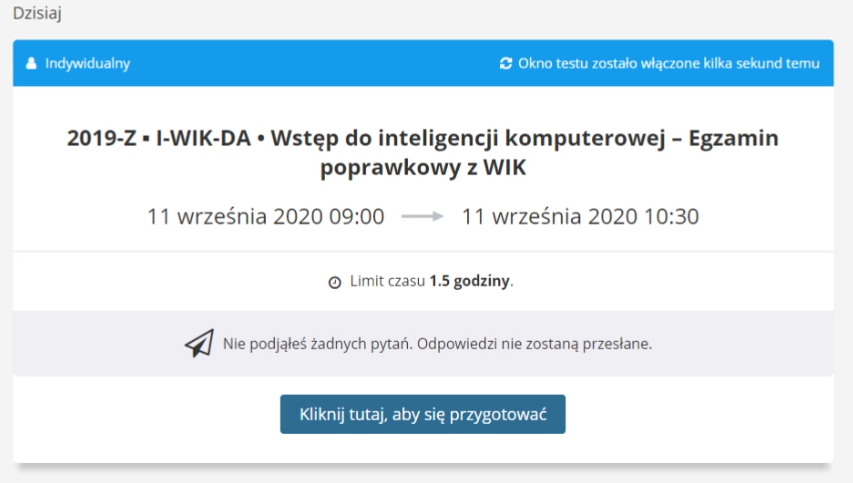 Dzisiaj
Indywidualny
Okno testu zostało włączone kilka sekund temu
2019-Z ▪ I-WIK-DA • Wstęp do inteligencji komputerowej – Egzamin
poprawkowy z WIK
11 września 2020 09:00 → 11 września 2020 10:30
Limit czasu 1.5 godziny.
Nie podjąłeś żadnych pytań. Odpowiedzi nie zostaną przesłane.
Kliknij tutaj, aby się przygotować